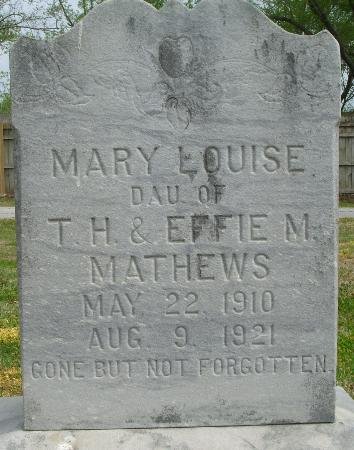 MARY LOUISE
DAU OF
T. H. & EFFIE M.
MATHEWS
MAY 22 1910
AUG. 9, 1921
GONE BUT NOT FORGOTTEN.